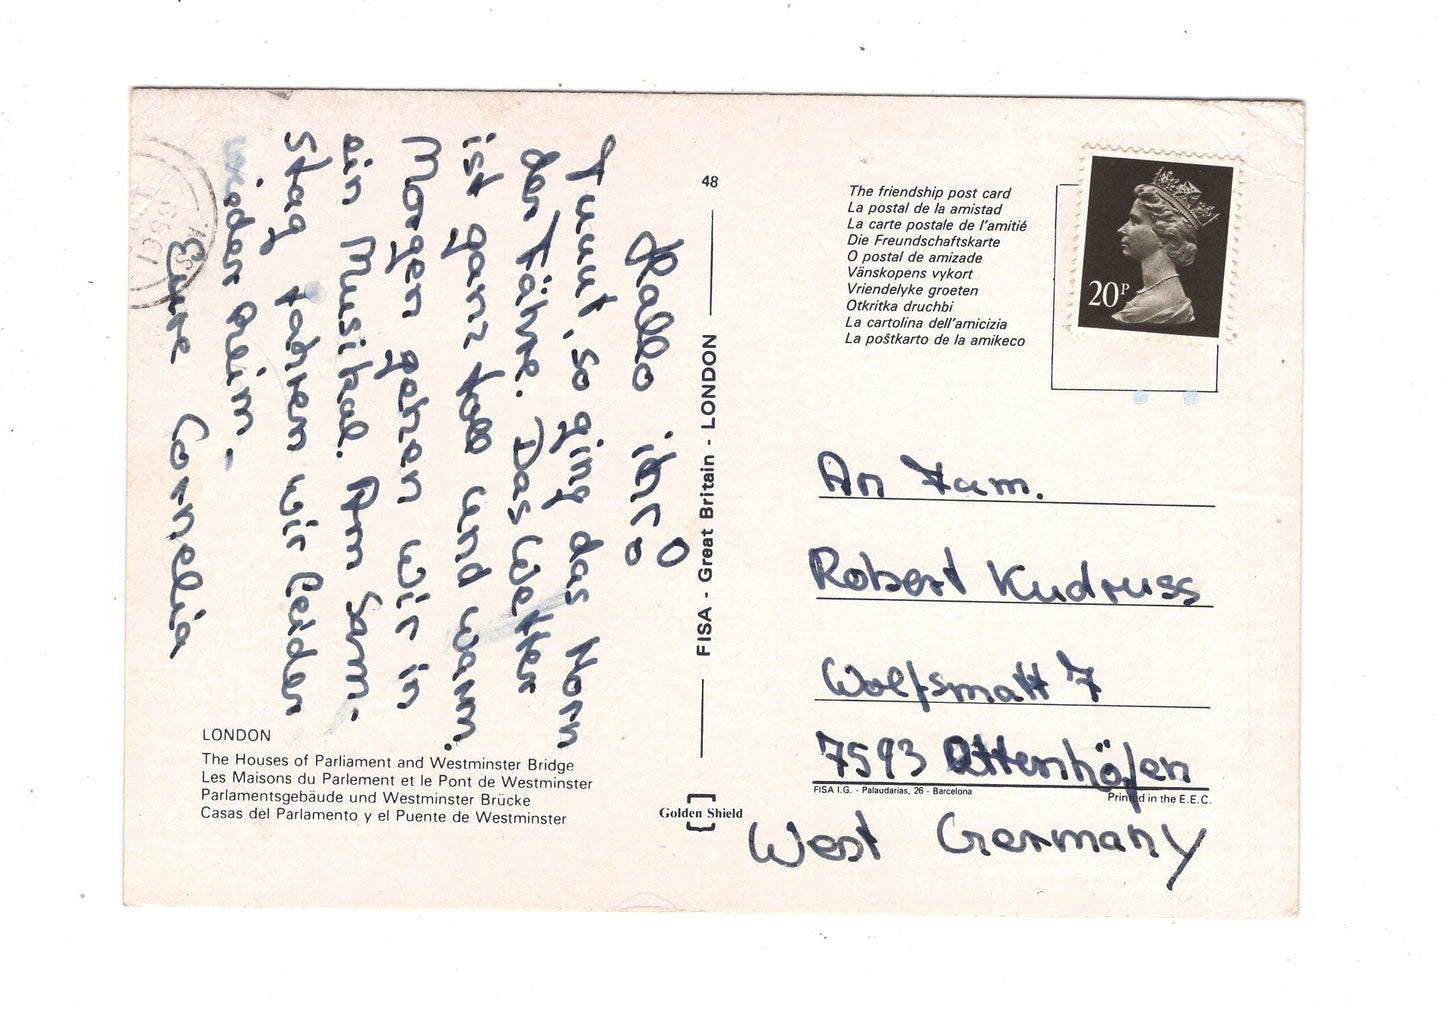 Hallo ihr
Tuuut, so ging das Horn
der Fähre. Das Wetter
ist ganz toll und warm.
Morgen gehen wir in
ein Musikal. Am Sam-
stag fahren wir leider
wieder heim. -
Eure Cornelia
LONDON
The Houses of Parliament and Westminster Bridge
Les Maisons du Parlement et le Pont de Westminster
Parlamentsgebäude und Westminster Brücke
Casas del Parlamento y el Puente de Westminster
48
FISA - Great Britain - LONDON
Golden Shield
The friendship post card
La postal de la amistad
La carte postale de l'amitié
Die Freundschaftskarte
O postal de amizade
Vänskopens vykort
Vriendelyke groeten
Otkritka druchbi
La cartolina dell'amicizia
La poŝtkarto de la amikeco
20P
An Fam.
Robert Kudruss
Wolfsmatt 7
7593 Ottenhöfen
FISA I.G. - Palaudarias, 26 - Barcelona
Printed in the E.E.C.
West Germany